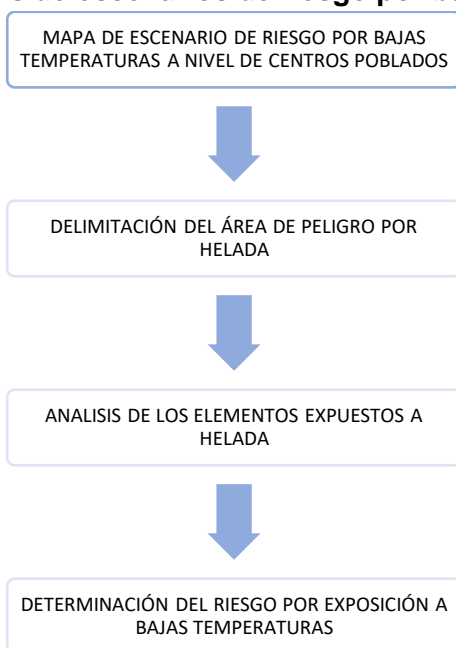 MAPA DE ESCENARIO DE RIESGO POR BAJAS
TEMPERATURAS A NIVEL DE CENTROS POBLADOS
DELIMITACIÓN DEL ÁREA DE PELIGRO POR
HELADA
ANALISIS DE LOS ELEMENTOS EXPUESTOS A
HELADA
DETERMINACIÓN DEL RIESGO POR EXPOSICIÓN A
BAJAS TEMPERATURAS